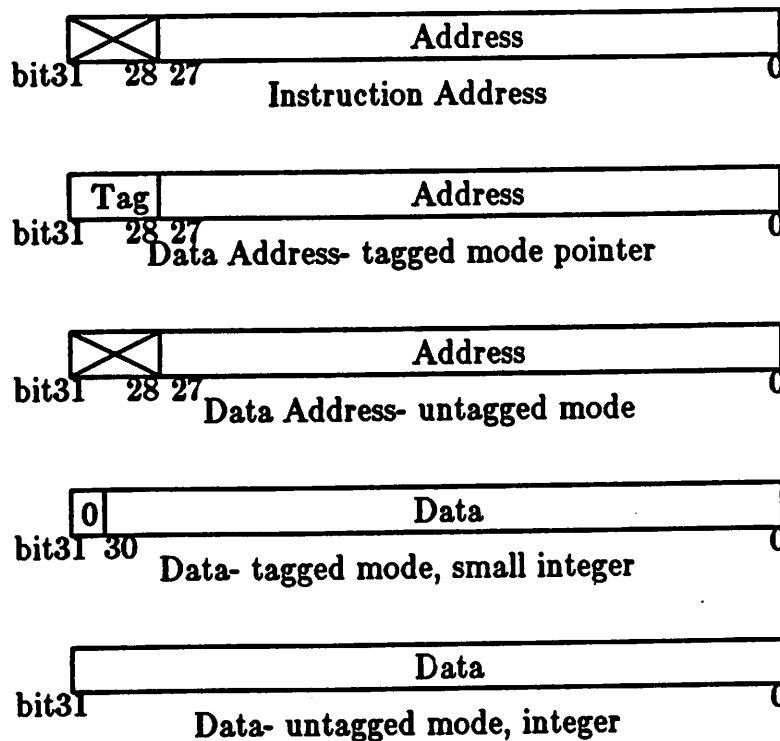 Address
bit31 28 27 0
Instruction Address
Tag Address
bit31 28 27 0
Data Address- tagged mode pointer
Address
bit31 28 27 0
Data Address- untagged mode
0 Data
bit31 30 0
Data- tagged mode, small integer
Data
bit31 0
Data- untagged mode, integer